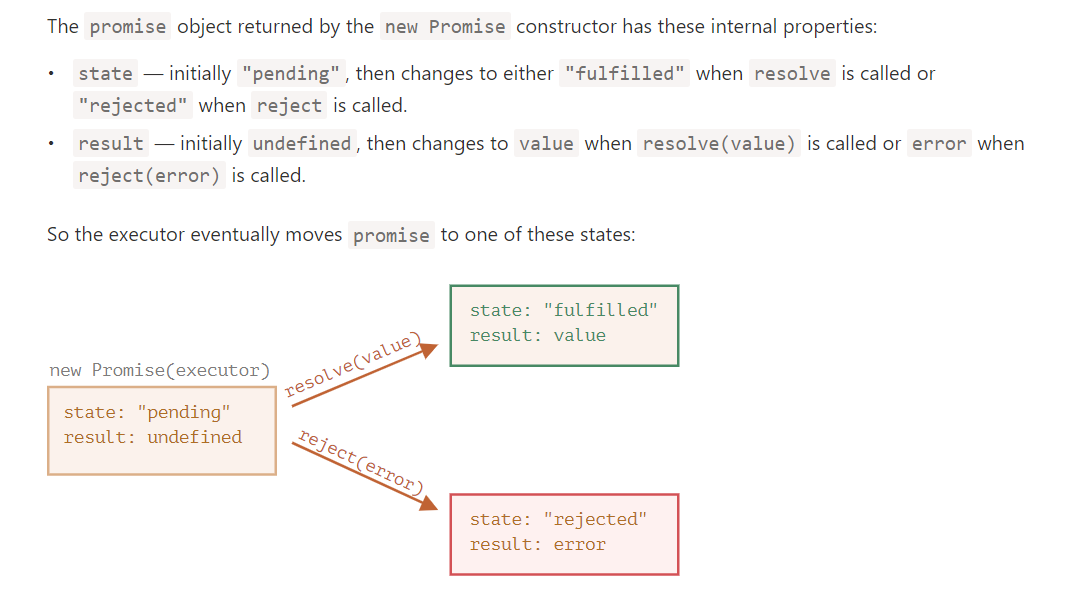 The promise object returned by the new Promise constructor has these internal properties:
• state — initially "pending", then changes to either "fulfilled" when resolve is called or
"rejected" when reject is called.
• result — initially undefined, then changes to value when resolve(value) is called or error when
reject(error) is called.
So the executor eventually moves promise to one of these states:
state: "fulfilled"
result: value
resolve(value)
new Promise(executor)
state: "pending"
result: undefined
reject(error)
state: "rejected"
result: error